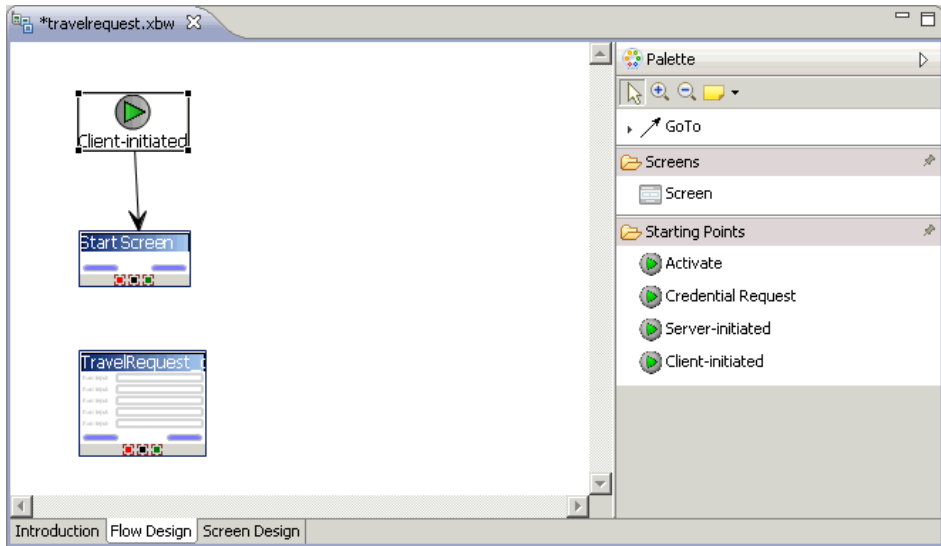 *travelrequest.xbw
Client-initiated
Start Screen
TravelRequest_
Palette
GoTo
Screens
Screen
Starting Points
Activate
Credential Request
Server-initiated
Client-initiated
Introduction Flow Design Screen Design